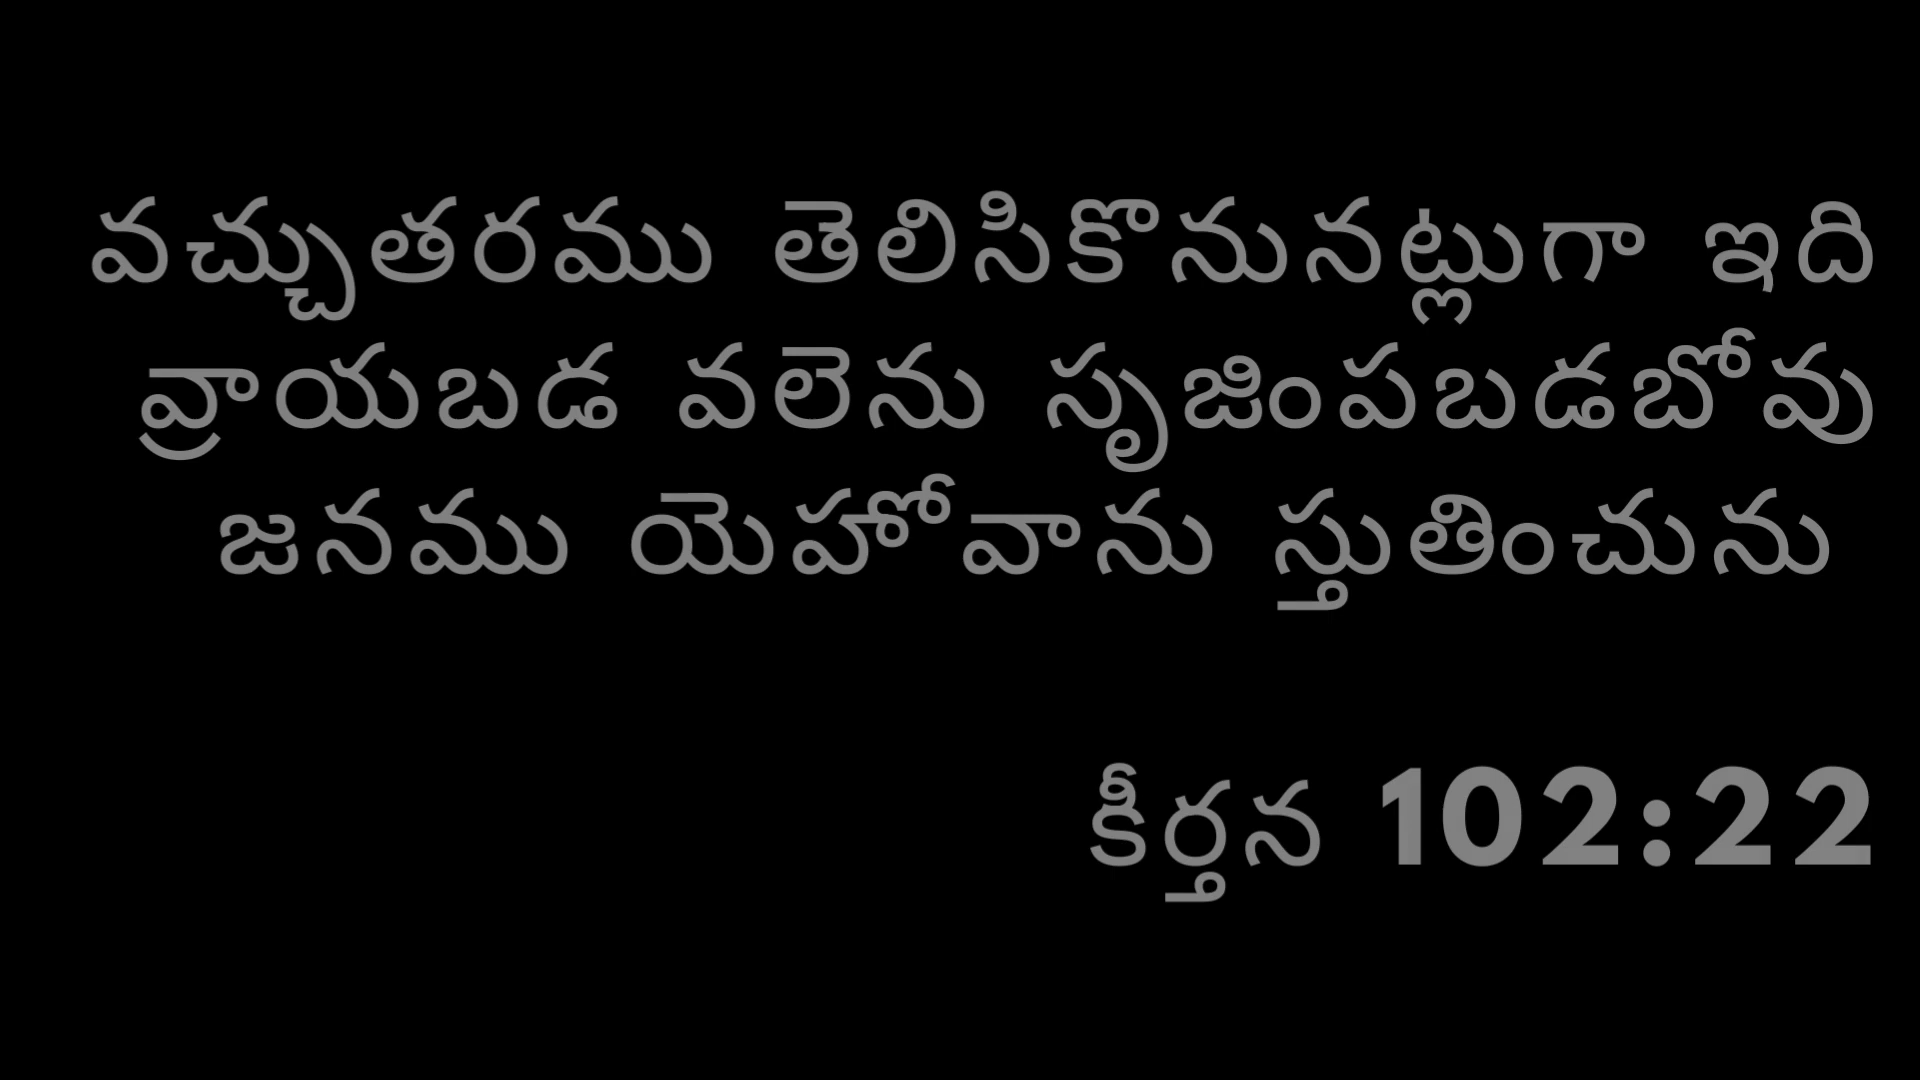 వచ్చుతరము తెలిసికొనునట్లుగా ఇది
వ్రాయబడ వలెను సృజింపబడబోవు
జనము యెహోవాను స్తుతించును
కీర్తన 102:22